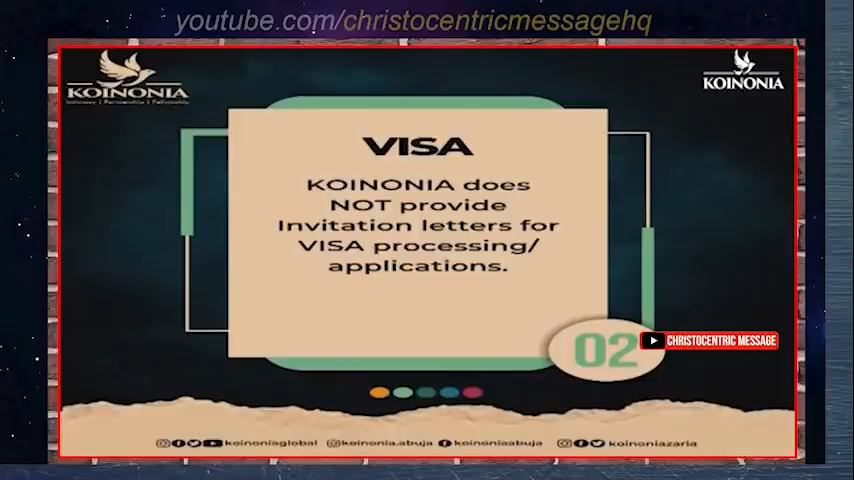 youtube.com/christocentricmessagehq
KOINONIA
KOINONIA
VISA
KOINONIA does
NOT provide
Invitation letters for
VISA processing/
applications.
02
CHRISTOCENTRIC MESSAGE
koinoniaglobal koinonia.abuja koinoniaabuja koinoniazaria